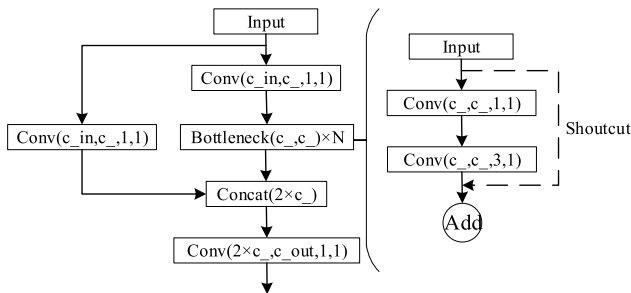 Input
Conv(c_in,c_,1,1)
Conv(c_in,c_,1,1)
Bottleneck(c_,c_)×N
Concat(2×c_)
Conv(2×c_,c_out,1,1)
Input
Conv(c_,c_,1,1)
Shoutcut
Conv(c_,c_,3,1)
Add